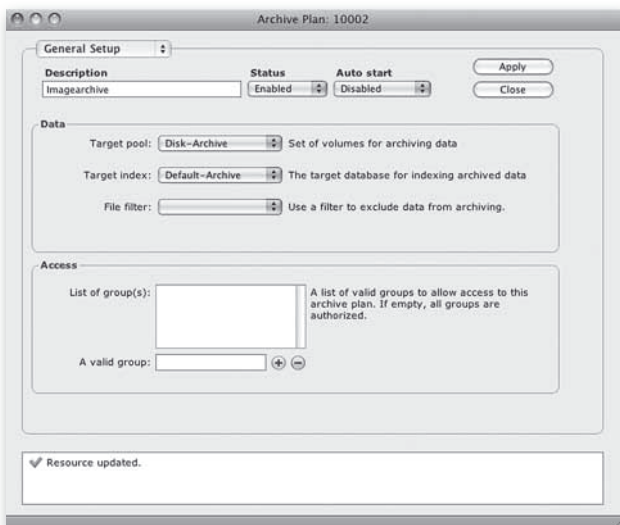 Archive Plan: 10002
General Setup
Description Status Auto start
Imagearchive Enabled Disabled
Apply
Close
Data
Target pool: Disk-Archive Set of volumes for archiving data
Target index: Default-Archive The target database for indexing archived data
File filter: Use a filter to exclude data from archiving.
Access
List of group(s): A list of valid groups to allow access to this
archive plan. If empty, all groups are
authorized.
A valid group:
Resource updated.